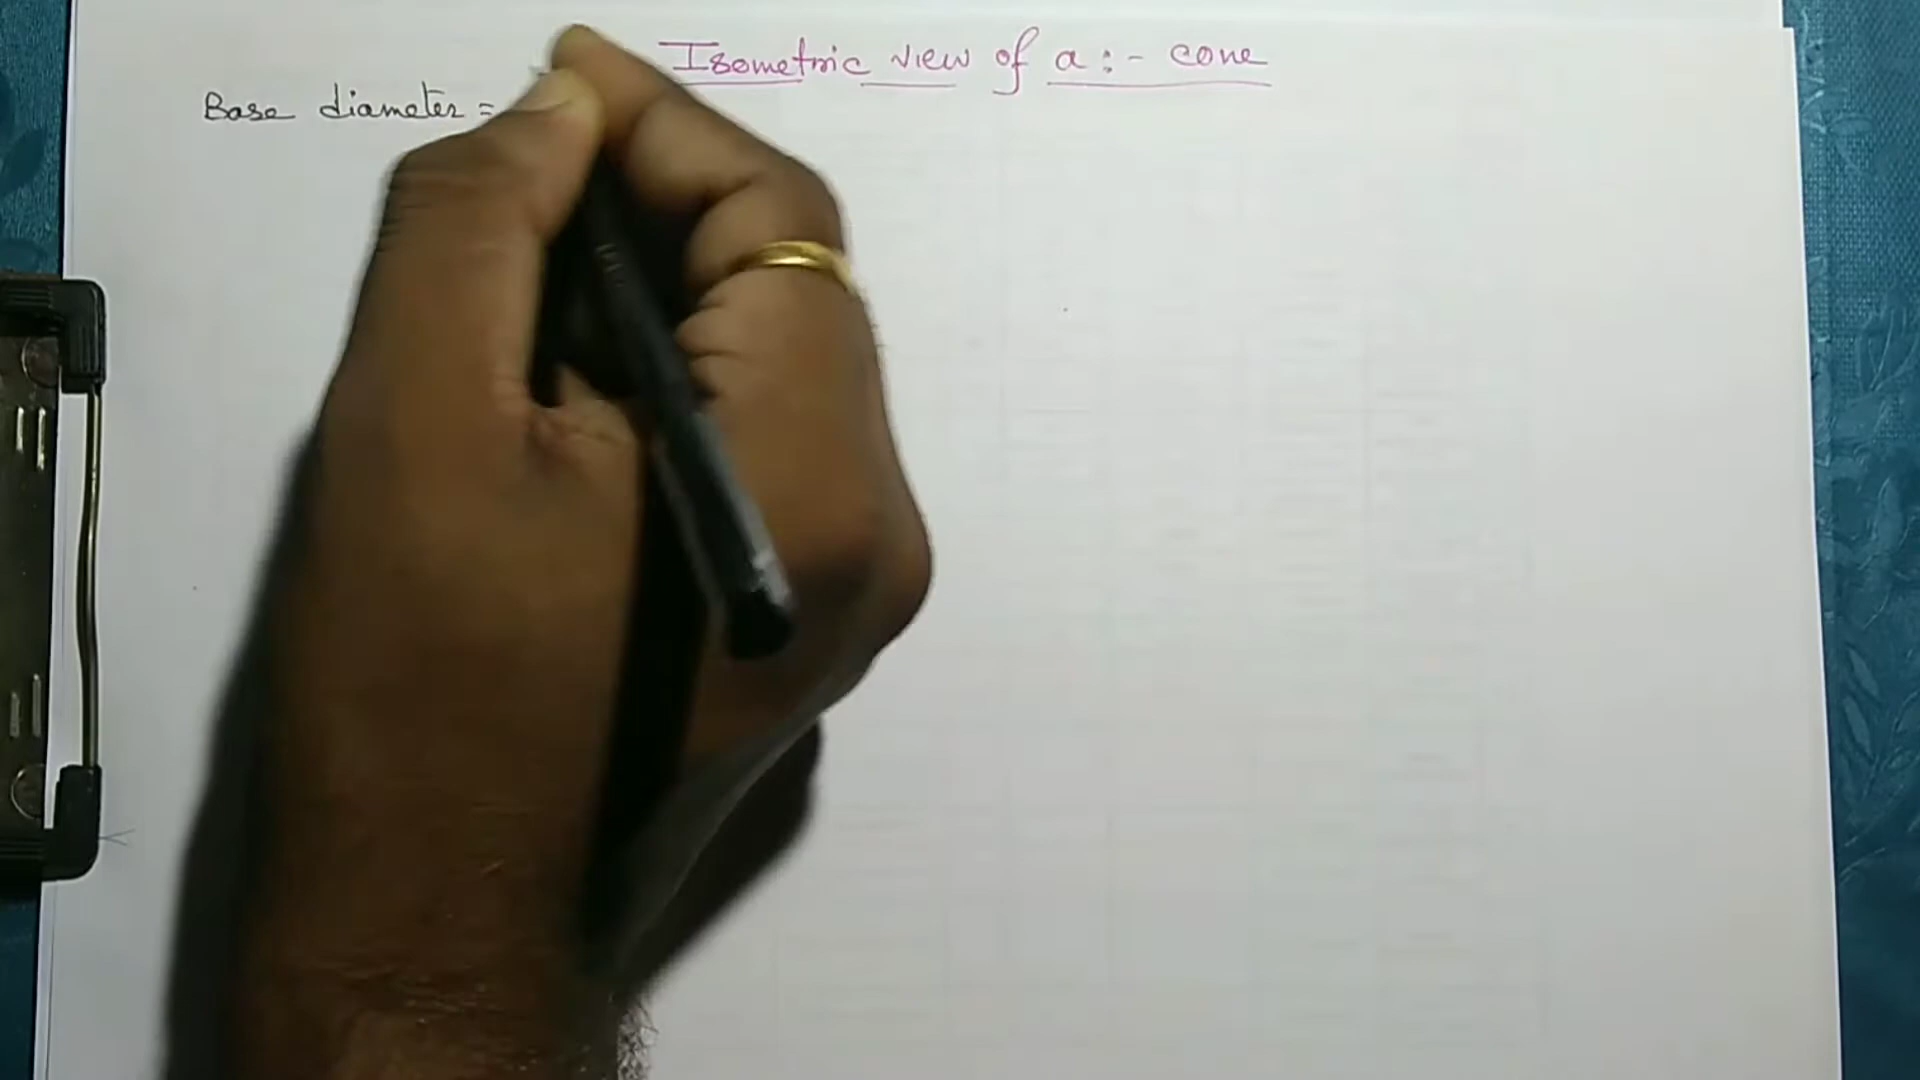 Isometric view of a :- cone
Base diameter =